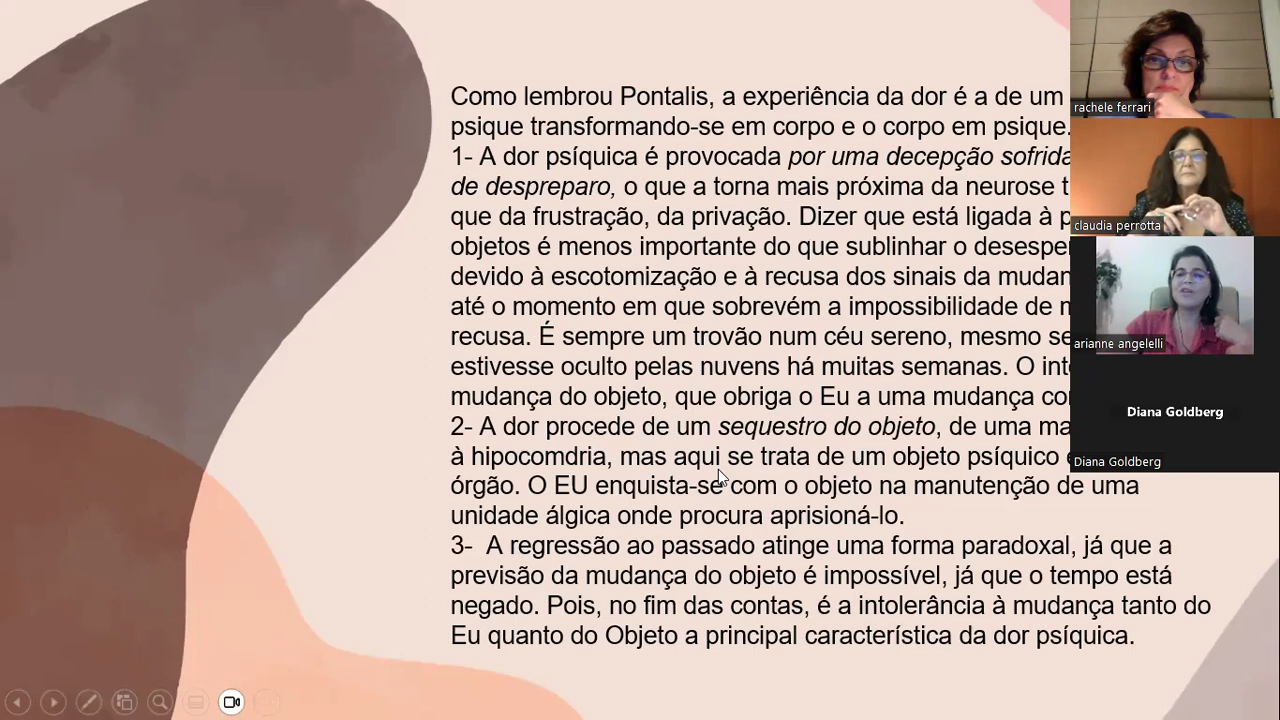 Como lembrou Pontalis, a experiência da dor é a de um
psique transformando-se em corpo e o corpo em psique.
1- A dor psíquica é provocada por uma decepção sofrida
de despreparo, o que a torna mais próxima da neurose
que da frustração, da privação. Dizer que está ligada à
objetos é menos importante do que sublinhar o
devido à escotomização e à recusa dos sinais da
até o momento em que sobrevém a impossibilidade de
recusa. É sempre um trovão num céu sereno, mesmo
estivesse oculto pelas nuvens há muitas semanas. O
mudança do objeto, que obriga o Eu a uma mudança
2- A dor procede de um sequestro do objeto, de uma
à hipocomdria, mas aqui se trata de um objeto psíquico
órgão. O EU enquista-se com o objeto na manutenção de uma
unidade álgica onde procura aprisioná-lo.
3- A regressão ao passado atinge uma forma paradoxal, já que a
previsão da mudança do objeto é impossível, já que o tempo está
negado. Pois, no fim das contas, é a intolerância à mudança tanto do
Eu quanto do Objeto a principal característica da dor psíquica.
rachele ferrari
claudia perrotta
arianne angelelli
Diana Goldberg
Diana Goldberg